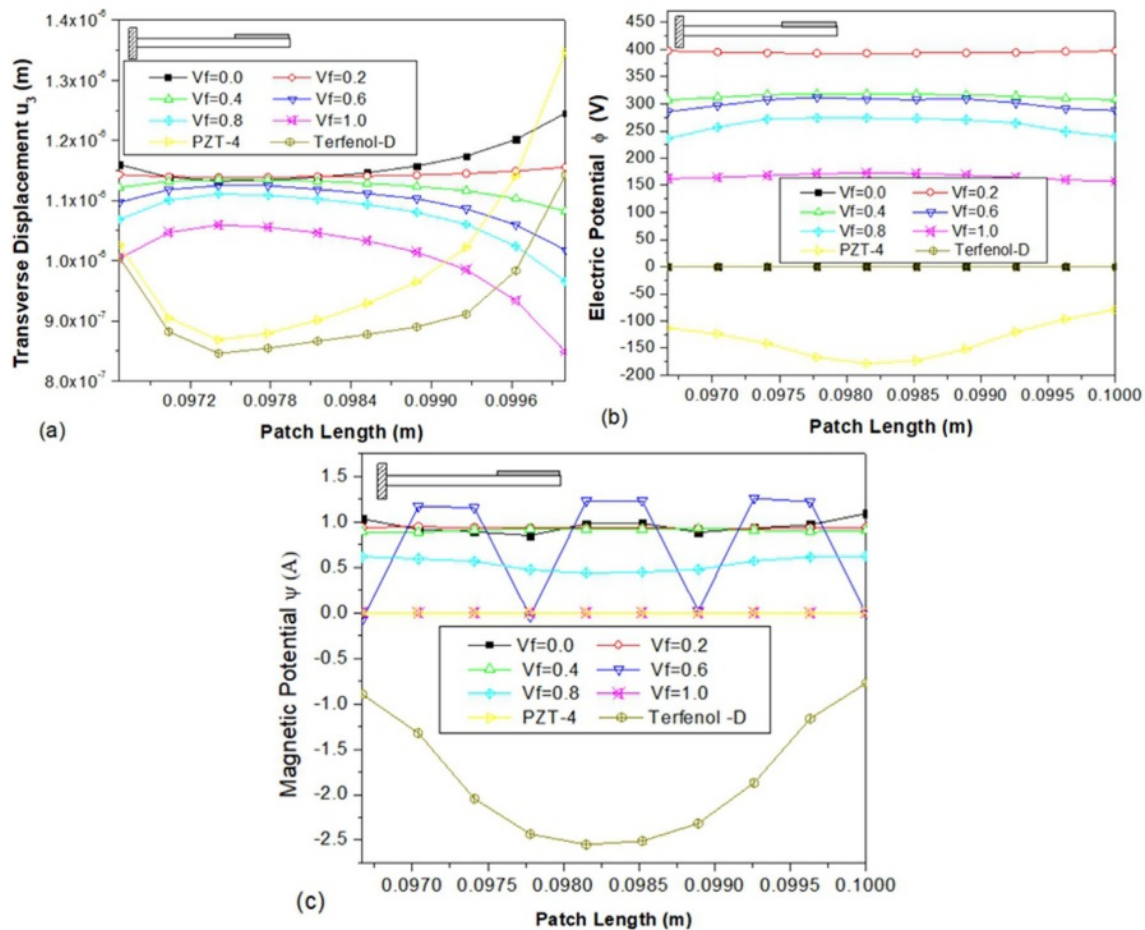 1.4x10⁻⁶
1.3x10⁻⁶
1.2x10⁻⁶
1.1x10⁻⁶
1.0x10⁻⁶
9.0x10⁻⁷
8.0x10⁻⁷
Transverse Displacement u₃ (m)
Vf=0.0 Vf=0.2
Vf=0.4 Vf=0.6
Vf=0.8 Vf=1.0
PZT-4 Terfenol-D
0.0972 0.0978 0.0984 0.0990 0.0996
(a)
Patch Length (m)
450
400
350
300
250
200
150
100
50
0
-50
-100
-150
-200
Electric Potential ϕ (V)
Vf=0.0 Vf=0.2
Vf=0.4 Vf=0.6
Vf=0.8 Vf=1.0
PZT-4 Terfenol-D
0.0970 0.0975 0.0980 0.0985 0.0990 0.0995 0.1000
(b)
Patch Length (m)
1.5
1.0
0.5
0.0
-0.5
-1.0
-1.5
-2.0
-2.5
Magnetic Potential ψ (A)
Vf=0.0 Vf=0.2
Vf=0.4 Vf=0.6
Vf=0.8 Vf=1.0
PZT-4 Terfenol -D
0.0970 0.0975 0.0980 0.0985 0.0990 0.0995 0.1000
(c)
Patch Length (m)